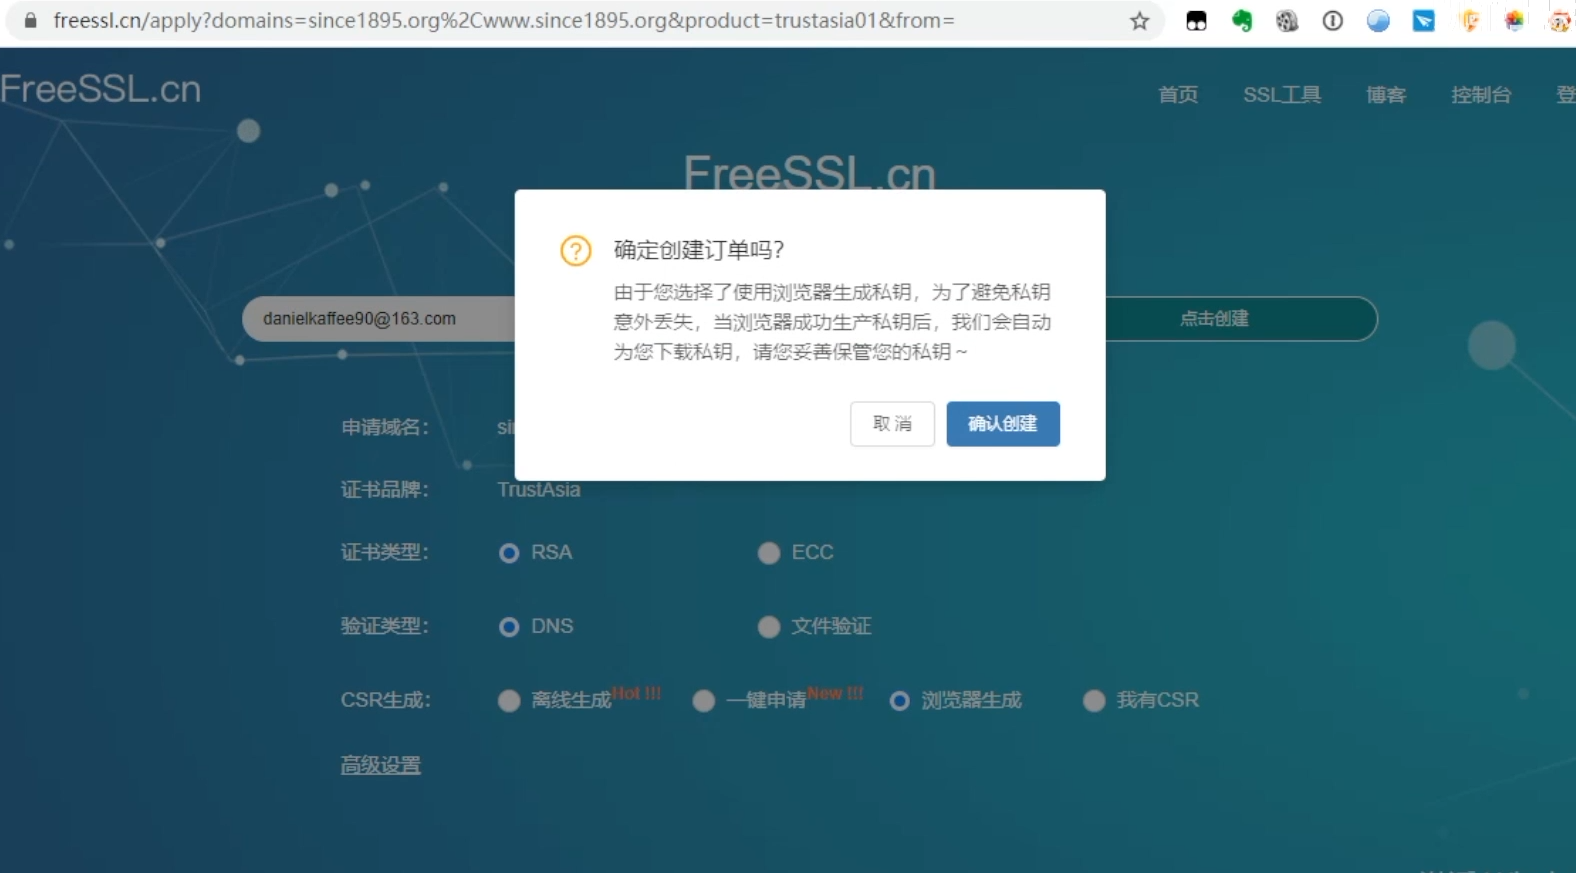 freessl.cn/apply?domains=since1895.org%2Cwww.since1895.org&product=trustasia01&from=
FreeSSL.cn
首页 SSL工具 博客 控制台 登
FreeSSL.cn
确定创建订单吗?
由于您选择了使用浏览器生成私钥，为了避免私钥
意外丢失，当浏览器成功生产私钥后，我们会自动
为您下载私钥，请您妥善保管您的私钥～
取 消 确认创建
danielkaffee90@163.com 点击创建
申请域名：
证书品牌： TrustAsia
证书类型： RSA ECC
验证类型： DNS 文件验证
CSR生成： 离线生成 Hot !!! 一键申请 New !!! 浏览器生成 我有CSR
高级设置